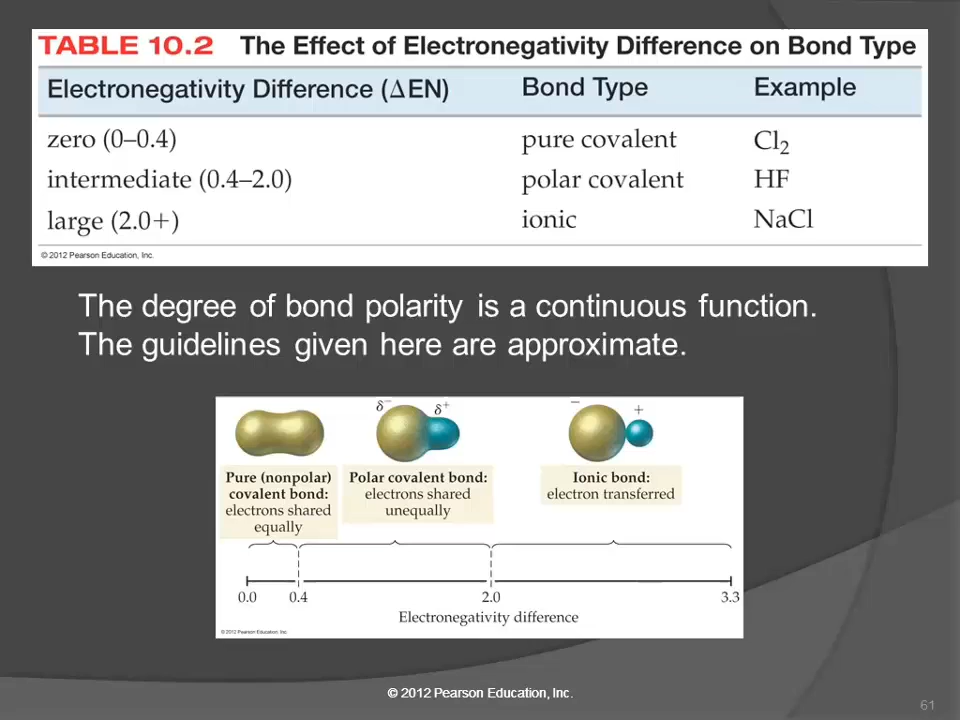 TABLE 10.2 The Effect of Electronegativity Difference on Bond Type
Electronegativity Difference (ΔEN) Bond Type Example
zero (0–0.4) pure covalent Cl₂
intermediate (0.4–2.0) polar covalent HF
large (2.0+) ionic NaCl
© 2012 Pearson Education, Inc.
The degree of bond polarity is a continuous function.
The guidelines given here are approximate.
δ⁻ δ⁺ − +
Pure (nonpolar)
covalent bond:
electrons shared
equally
Polar covalent bond:
electrons shared
unequally
Ionic bond:
electron transferred
0.0 0.4 2.0 3.3
Electronegativity difference
© 2012 Pearson Education, Inc.
© 2012 Pearson Education, Inc.
61